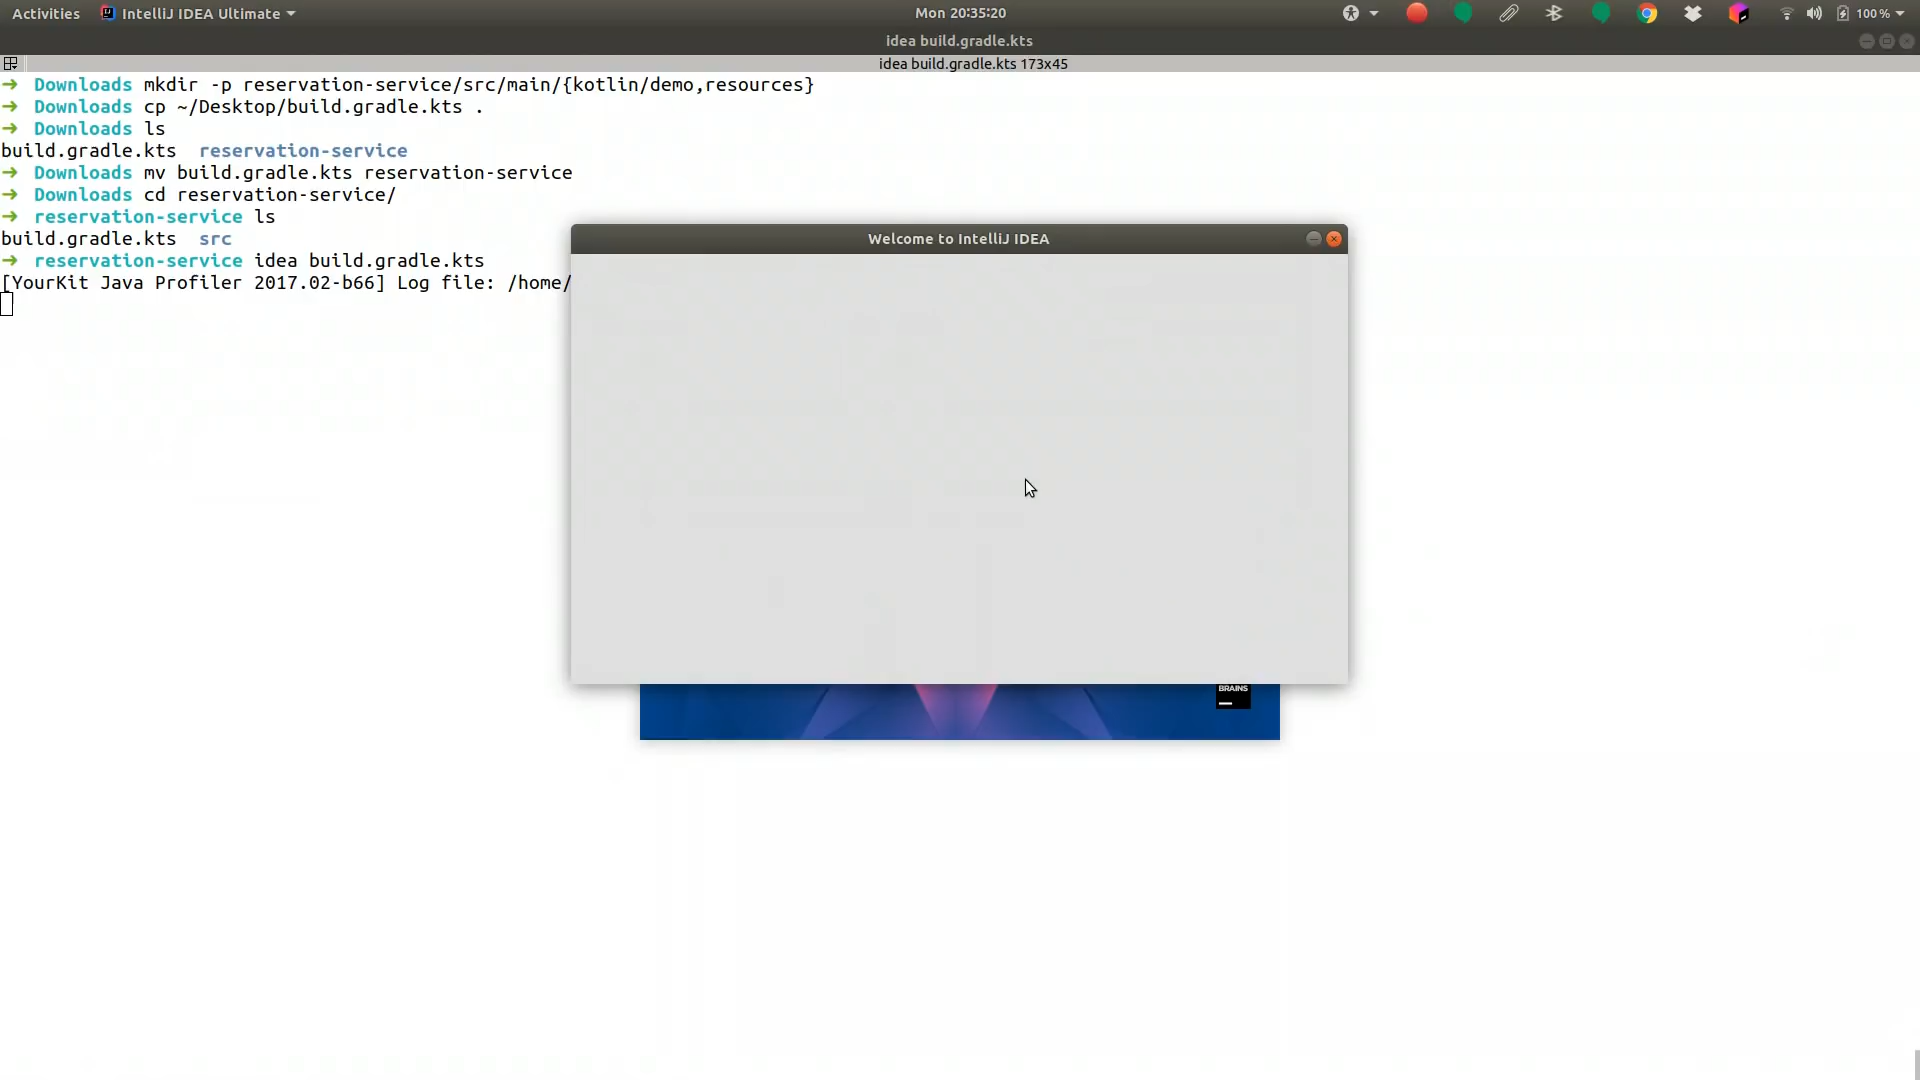 Activities IntelliJ IDEA Ultimate Mon 20:35:20 100 %
idea build.gradle.kts
idea build.gradle.kts 173x45
➜ Downloads mkdir -p reservation-service/src/main/{kotlin/demo,resources}
➜ Downloads cp ~/Desktop/build.gradle.kts .
➜ Downloads ls
build.gradle.kts reservation-service
➜ Downloads mv build.gradle.kts reservation-service
➜ Downloads cd reservation-service/
➜ reservation-service ls
build.gradle.kts src
➜ reservation-service idea build.gradle.kts
[YourKit Java Profiler 2017.02-b66] Log file: /home/
Welcome to IntelliJ IDEA
BRAINS